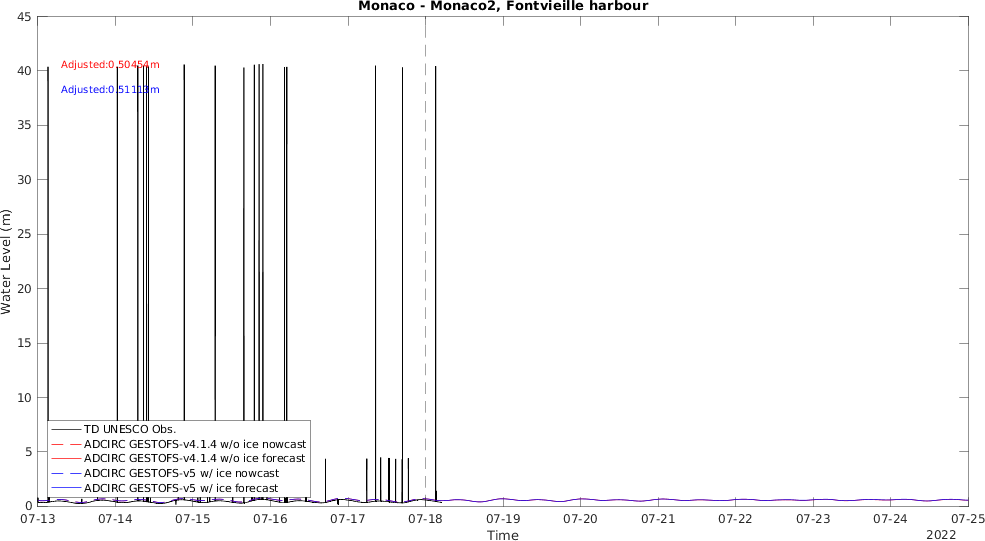 Monaco - Monaco2, Fontvieille harbour
45
40
35
30
25
20
15
10
5
0
Water Level (m)
Adjusted:0.50454m
Adjusted:0.51113m
TD UNESCO Obs.
ADCIRC GESTOFS-v4.1.4 w/o ice nowcast
ADCIRC GESTOFS-v4.1.4 w/o ice forecast
ADCIRC GESTOFS-v5 w/ ice nowcast
ADCIRC GESTOFS-v5 w/ ice forecast
07-13 07-14 07-15 07-16 07-17 07-18 07-19 07-20 07-21 07-22 07-23 07-24 07-25
Time
2022